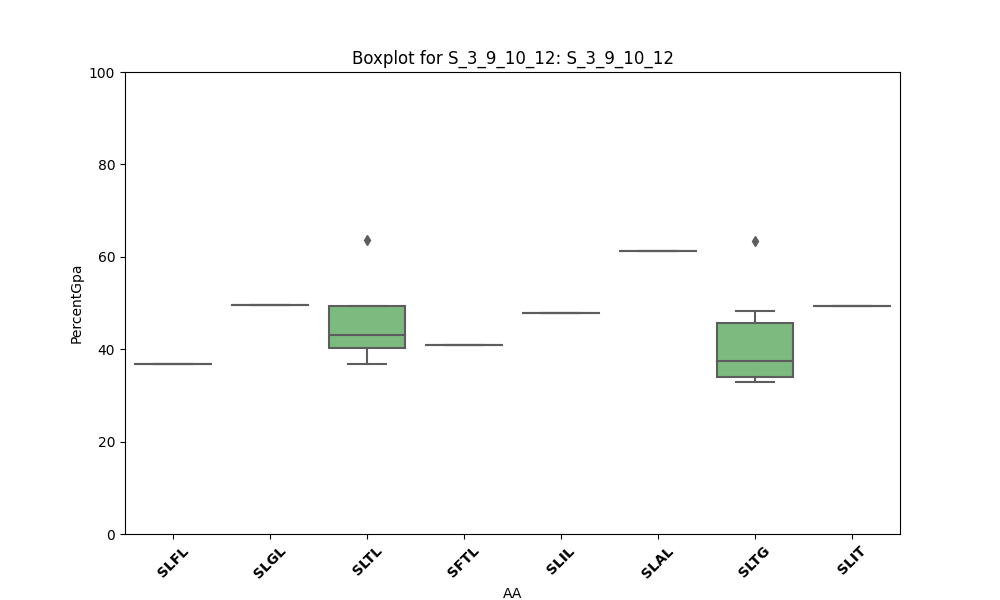 Boxplot for S_3_9_10_12: S_3_9_10_12
100
80
60
40
20
0
PercentGpa
SLFL
SLGL
SLTL
SFTL
SLIL
SLAL
SLTG
SLIT
AA